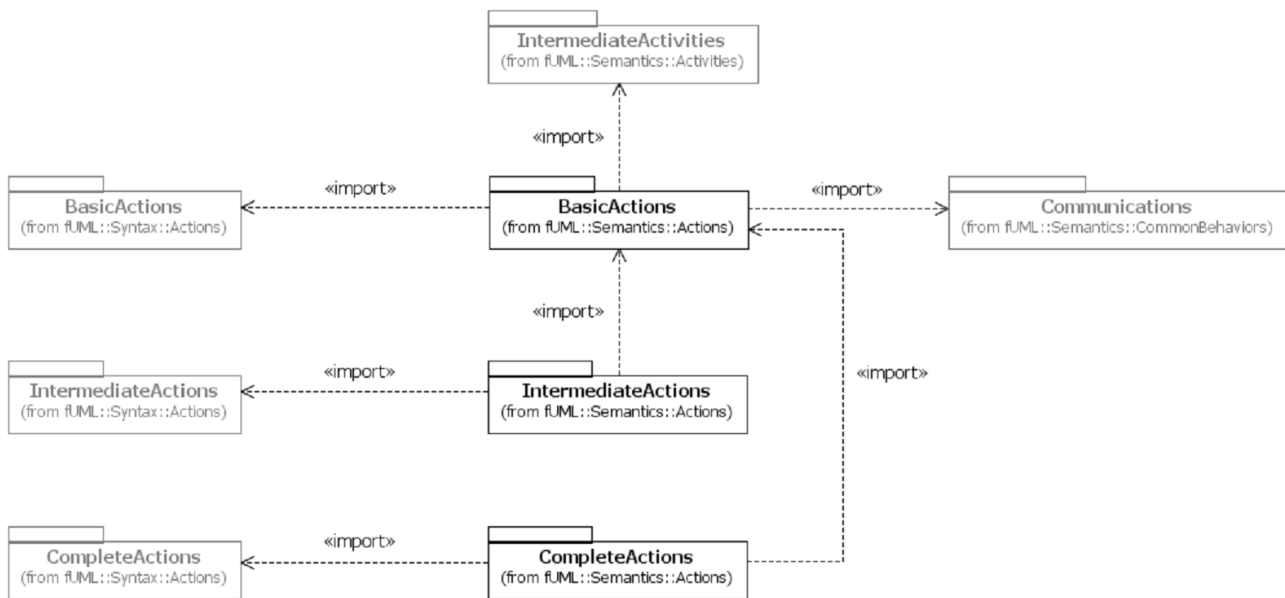 IntermediateActivities
(from fUML::Semantics::Activities)
«import»
«import»
«import»
BasicActions
(from fUML::Syntax::Actions)
BasicActions
(from fUML::Semantics::Actions)
Communications
(from fUML::Semantics::CommonBehaviors)
«import»
«import»
«import»
IntermediateActions
(from fUML::Syntax::Actions)
IntermediateActions
(from fUML::Semantics::Actions)
«import»
CompleteActions
(from fUML::Syntax::Actions)
CompleteActions
(from fUML::Semantics::Actions)